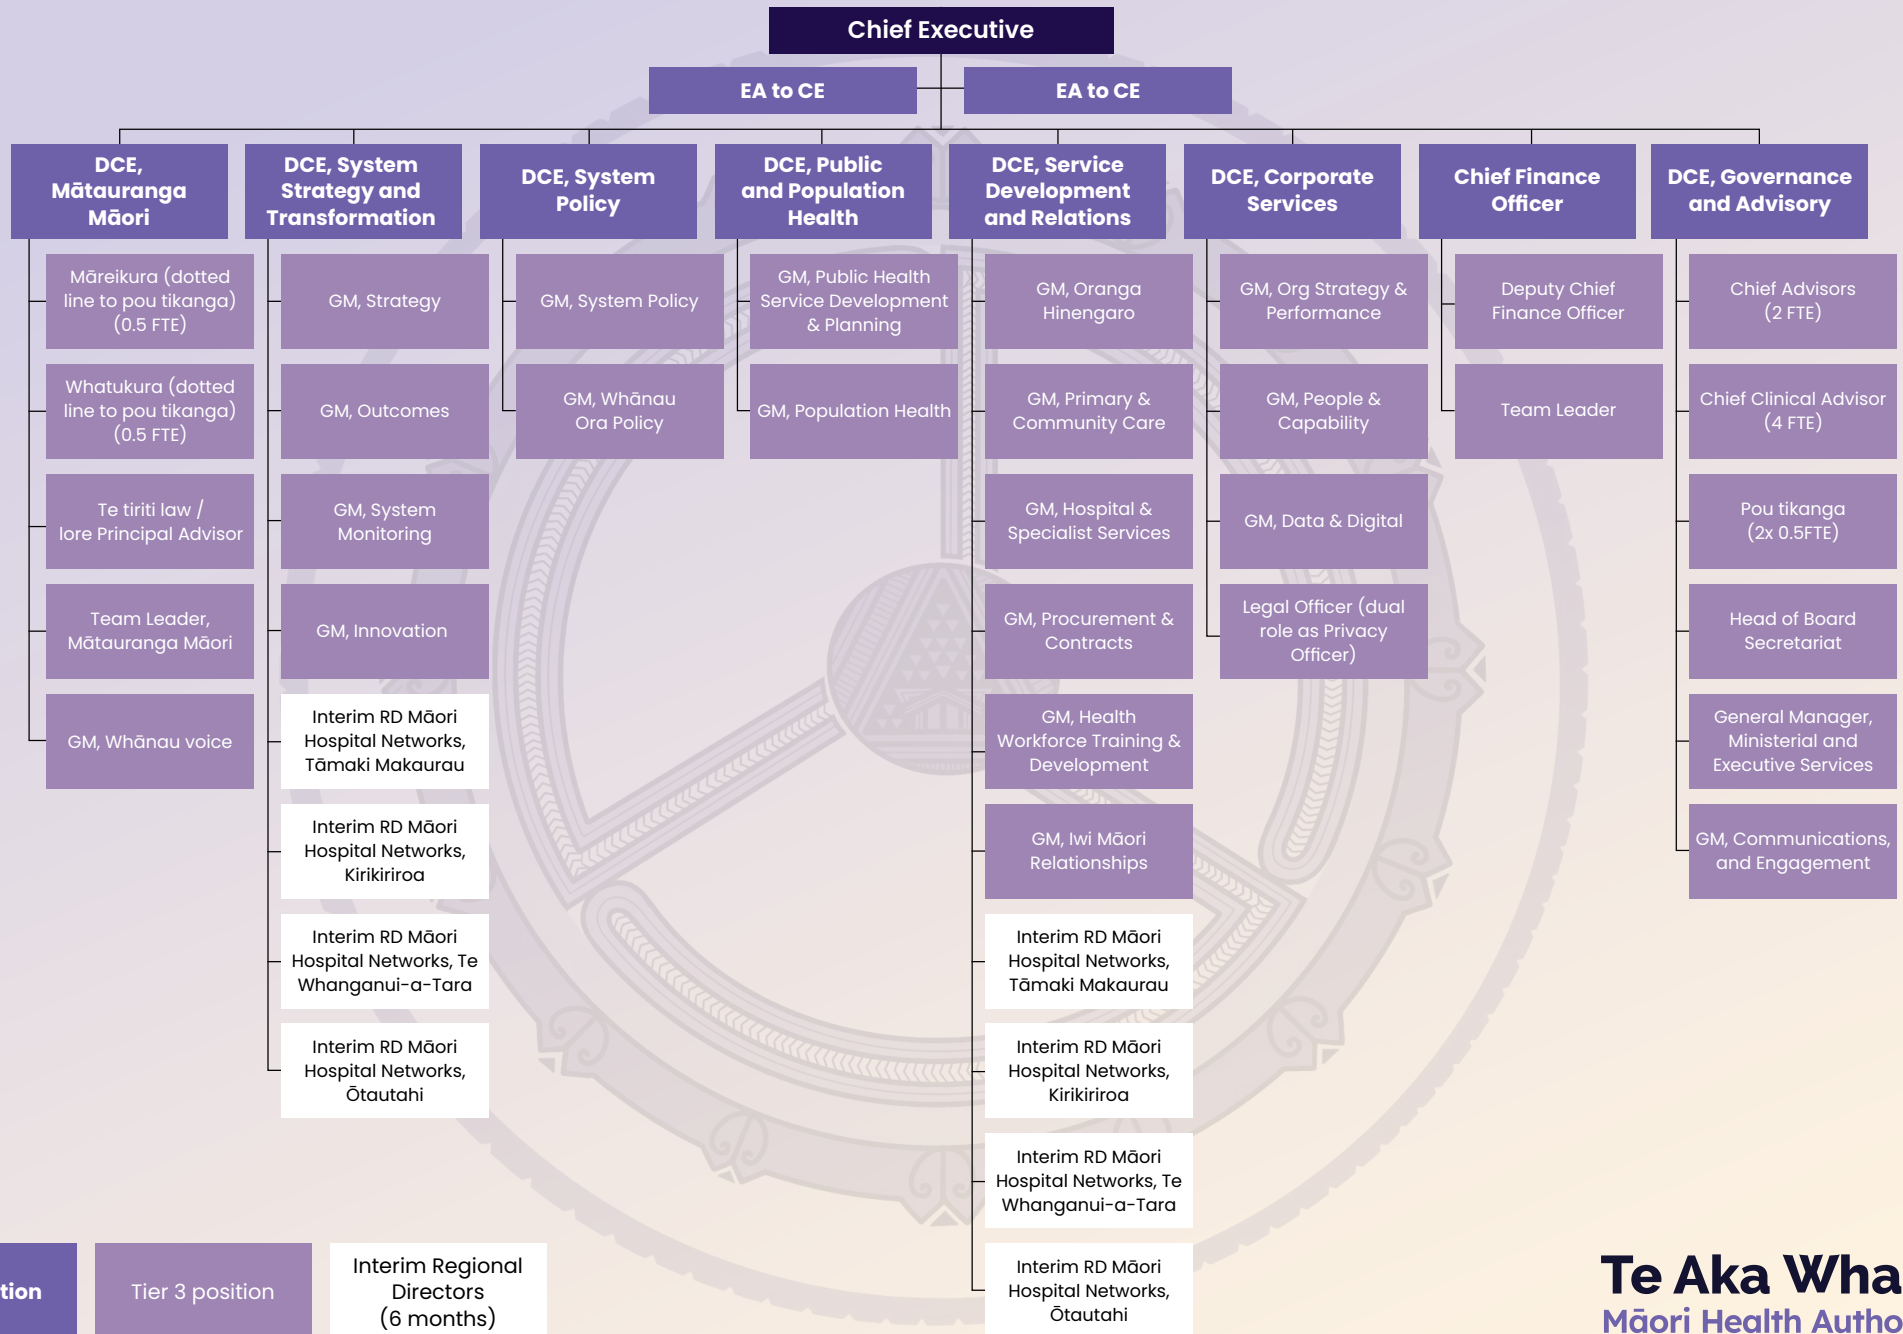 Chief Executive
EA to CE
EA to CE
DCE,
Mātauranga
Māori
DCE, System
Strategy and
Transformation
DCE, System
Policy
DCE, Public
and Population
Health
DCE, Service
Development
and Relations
DCE, Corporate
Services
Chief Finance
Officer
DCE, Governance
and Advisory
Māreikura (dotted
line to pou tikanga)
(0.5 FTE)
Whatukura (dotted
line to pou tikanga)
(0.5 FTE)
Te tiriti law /
lore Principal Advisor
Team Leader,
Mātauranga Māori
GM, Whānau voice
GM, Strategy
GM, Outcomes
GM, System
Monitoring
GM, Innovation
Interim RD Māori
Hospital Networks,
Tāmaki Makaurau
Interim RD Māori
Hospital Networks,
Kirikiriroa
Interim RD Māori
Hospital Networks, Te
Whanganui-a-Tara
Interim RD Māori
Hospital Networks,
Ōtautahi
GM, System Policy
GM, Whānau
Ora Policy
GM, Public Health
Service Development
& Planning
GM, Population Health
GM, Oranga
Hinengaro
GM, Primary &
Community Care
GM, Hospital &
Specialist Services
GM, Procurement &
Contracts
GM, Health
Workforce Training &
Development
GM, Iwi Māori
Relationships
Interim RD Māori
Hospital Networks,
Tāmaki Makaurau
Interim RD Māori
Hospital Networks,
Kirikiriroa
Interim RD Māori
Hospital Networks, Te
Whanganui-a-Tara
Interim RD Māori
Hospital Networks,
Ōtautahi
GM, Org Strategy &
Performance
GM, People &
Capability
GM, Data & Digital
Legal Officer (dual
role as Privacy
Officer)
Deputy Chief
Finance Officer
Team Leader
Chief Advisors
(2 FTE)
Chief Clinical Advisor
(4 FTE)
Pou tikanga
(2x 0.5FTE)
Head of Board
Secretariat
General Manager,
Ministerial and
Executive Services
GM, Communications,
and Engagement
tion
Tier 3 position
Interim Regional
Directors
(6 months)
Te Aka Wha
Māori Health Autho